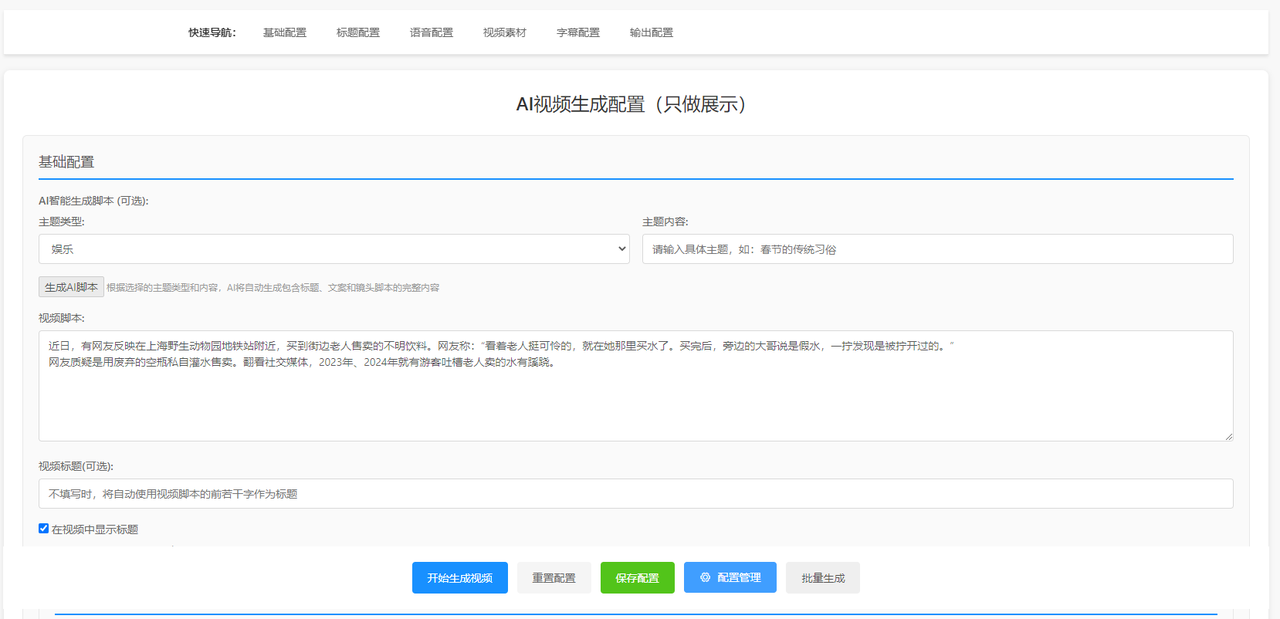 快速导航： 基础配置 标题配置 语音配置 视频素材 字幕配置 输出配置
AI视频生成配置（只做展示）
基础配置
AI智能生成脚本 (可选):
主题类型: 主题内容:
娱乐 请输入具体主题，如：春节的传统习俗
生成AI脚本 根据选择的主题类型和内容，AI将自动生成包含标题、文案和镜头脚本的完整内容
视频脚本:
近日，有网友反映在上海野生动物园地铁站附近，买到街边老人售卖的不明饮料。网友称：“看着老人挺可怜的，就在她那里买水了。买完后，旁边的大哥说是假水，一拧发现是被拧开过的。”
网友质疑是用废弃的空瓶私自灌水售卖。翻看社交媒体，2023年、2024年就有游客吐槽老人卖的水有蹊跷。
视频标题(可选):
不填写时，将自动使用视频脚本的前若干字作为标题
在视频中显示标题
开始生成视频 重置配置 保存配置 配置管理 批量生成